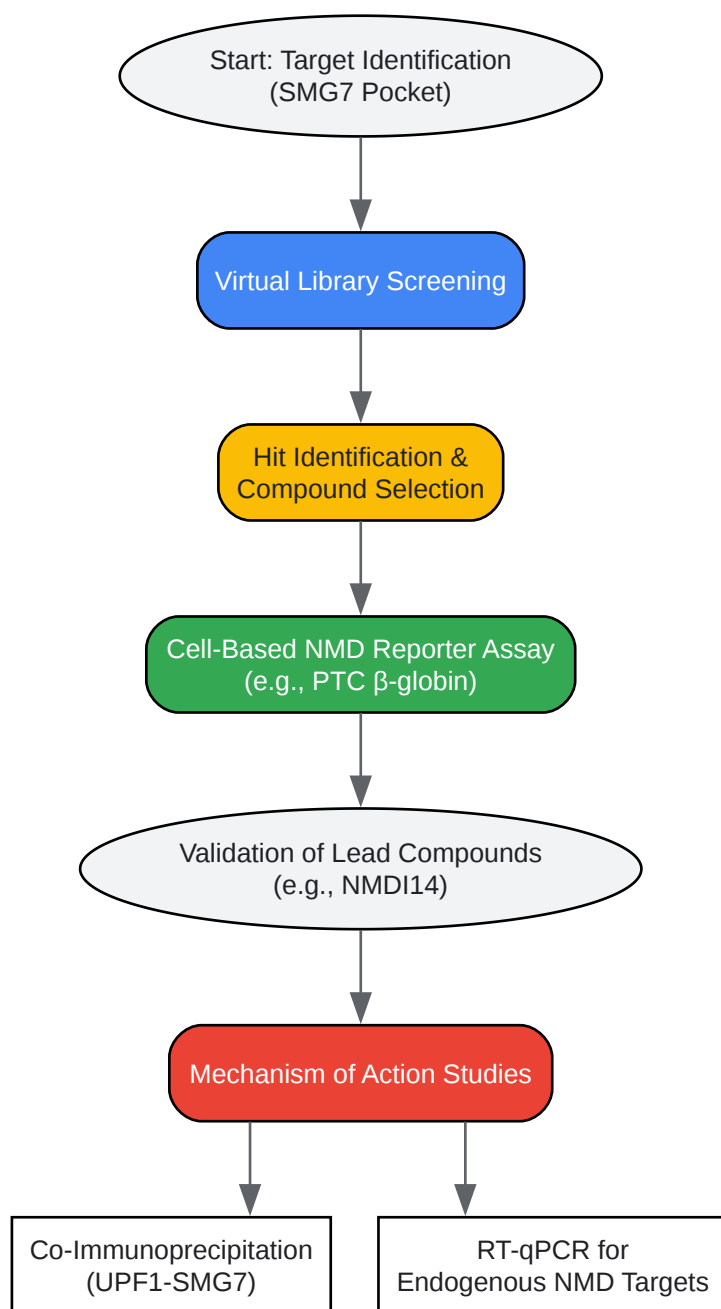 Start: Target Identification
(SMG7 Pocket)
Virtual Library Screening
Hit Identification &
Compound Selection
Cell-Based NMD Reporter Assay
(e.g., PTC β-globin)
Validation of Lead Compounds
(e.g., NMDI14)
Mechanism of Action Studies
Co-Immunoprecipitation
(UPF1-SMG7)
RT-qPCR for
Endogenous NMD Targets